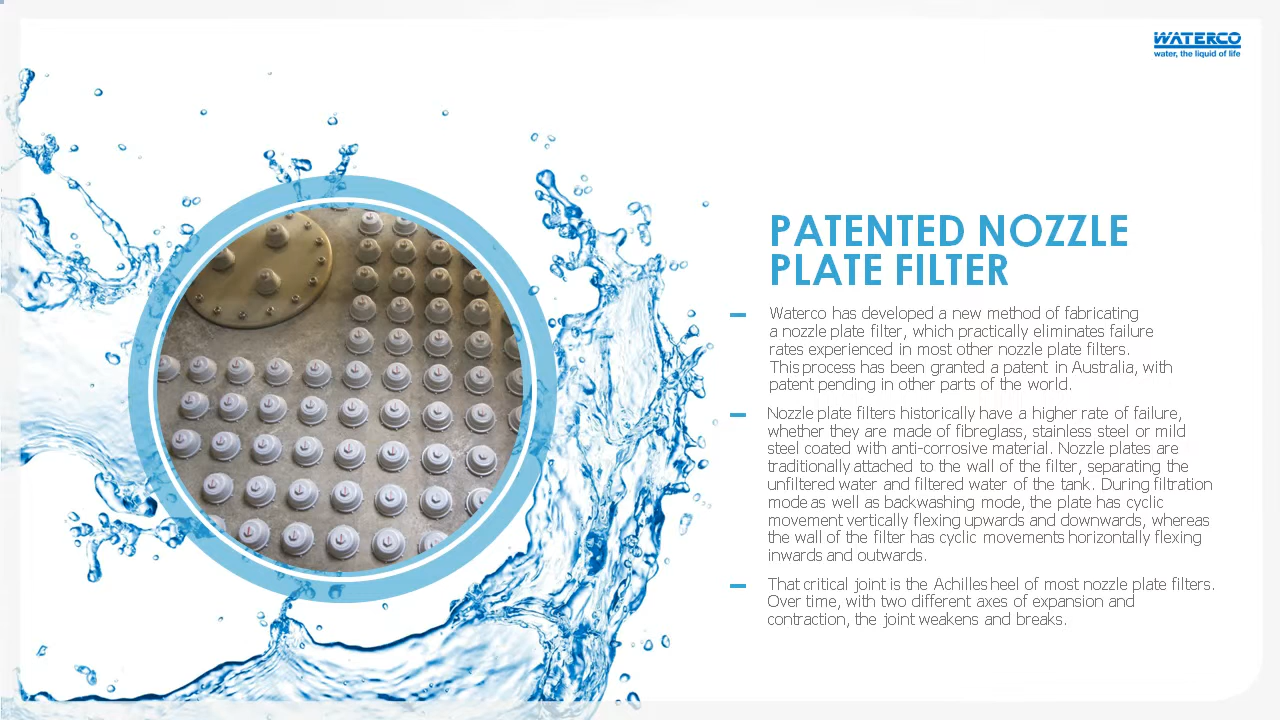 WATERCO
water, the liquid of life
PATENTED NOZZLE
PLATE FILTER
Waterco has developed a new method of fabricating
a nozzle plate filter, which practically eliminates failure
rates experienced in most other nozzle plate filters.
This process has been granted a patent in Australia, with
patent pending in other parts of the world.
Nozzle plate filters historically have a higher rate of failure,
whether they are made of fibreglass, stainless steel or mild
steel coated with anti-corrosive material. Nozzle plates are
traditionally attached to the wall of the filter, separating the
unfiltered water and filtered water of the tank. During filtration
mode as well as backwashing mode, the plate has cyclic
movement vertically flexing upwards and downwards, whereas
the wall of the filter has cyclic movements horizontally flexing
inwards and outwards.
That critical joint is the Achilles heel of most nozzle plate filters.
Over time, with two different axes of expansion and
contraction, the joint weakens and breaks.